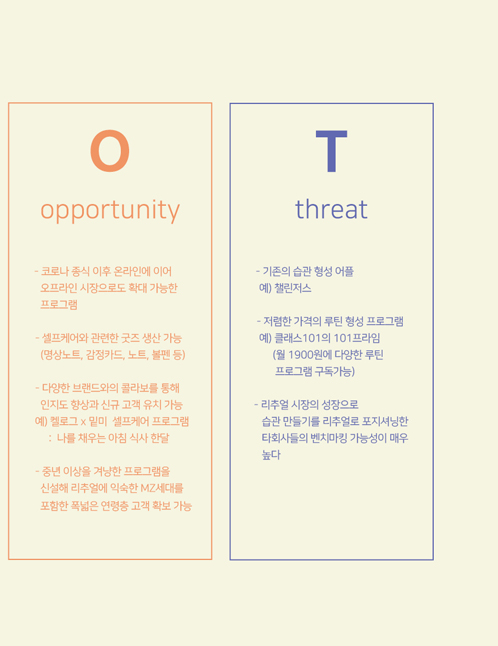 O
opportunity
- 코로나 종식 이후 온라인에 이어
오프라인 시장으로도 확대 가능한
프로그램
- 셀프케어와 관련한 굿즈 생산 가능
(명상노트, 감정카드, 노트, 볼펜 등)
- 다양한 브랜드와의 콜라보를 통해
인지도 향상과 신규 고객 유치 가능
예) 켈로그 x 밑미 셀프케어 프로그램
: 나를 채우는 아침 식사 한달
- 중년 이상을 겨냥한 프로그램을
신설해 리추얼에 익숙한 MZ세대를
포함한 폭넓은 연령층 고객 확보 가능
T
threat
- 기존의 습관 형성 어플
예) 챌린저스
- 저렴한 가격의 루틴 형성 프로그램
예) 클래스101의 101프라임
(월 1900원에 다양한 루틴
프로그램 구독가능)
- 리추얼 시장의 성장으로
습관 만들기를 리추얼로 포지셔닝한
타회사들의 벤치마킹 가능성이 매우
높다